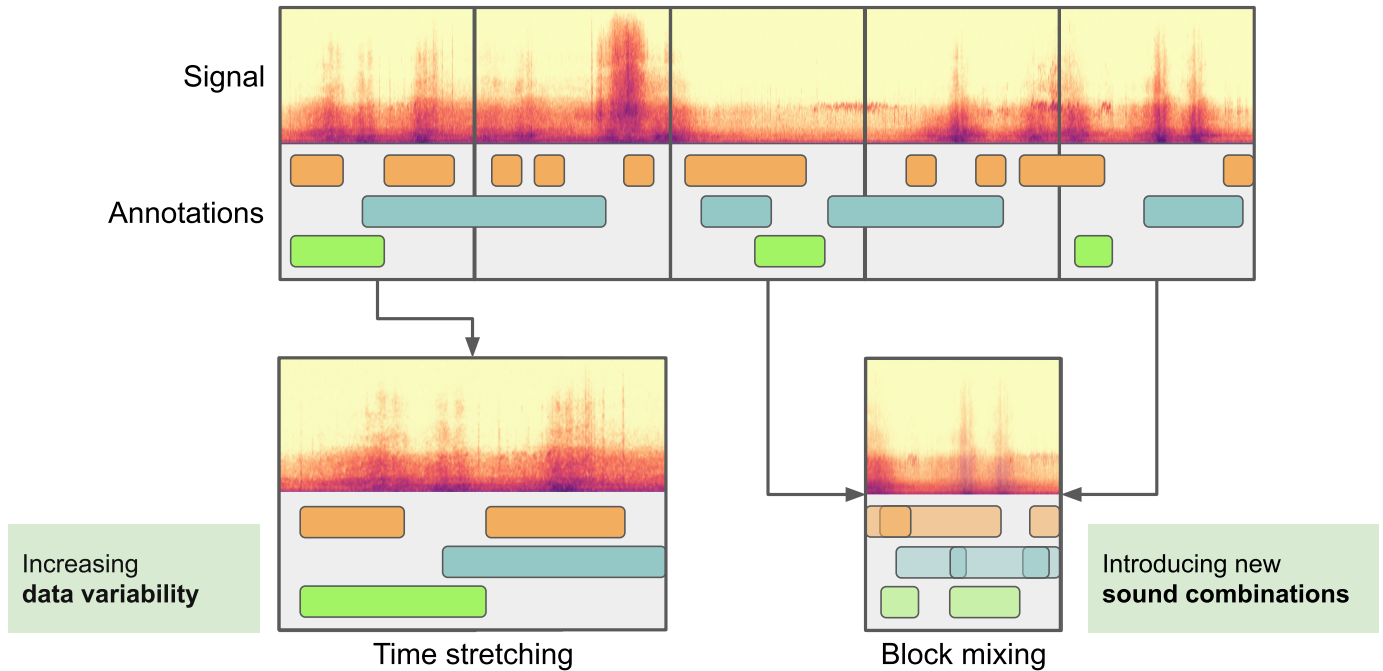 Signal
Annotations
Increasing
data variability
Introducing new
sound combinations
Time stretching
Block mixing